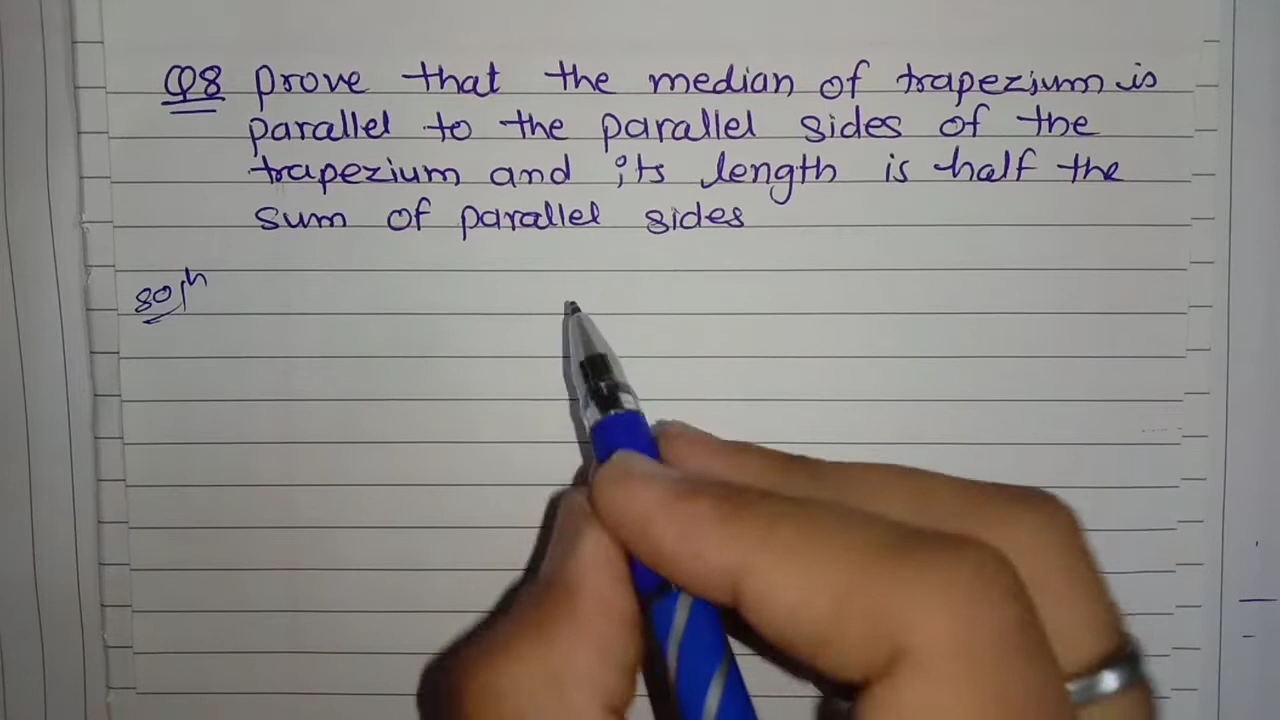 Q8 prove that the median of trapezium is
parallel to the parallel sides of the
trapezium and its length is half the
sum of parallel sides
Soln